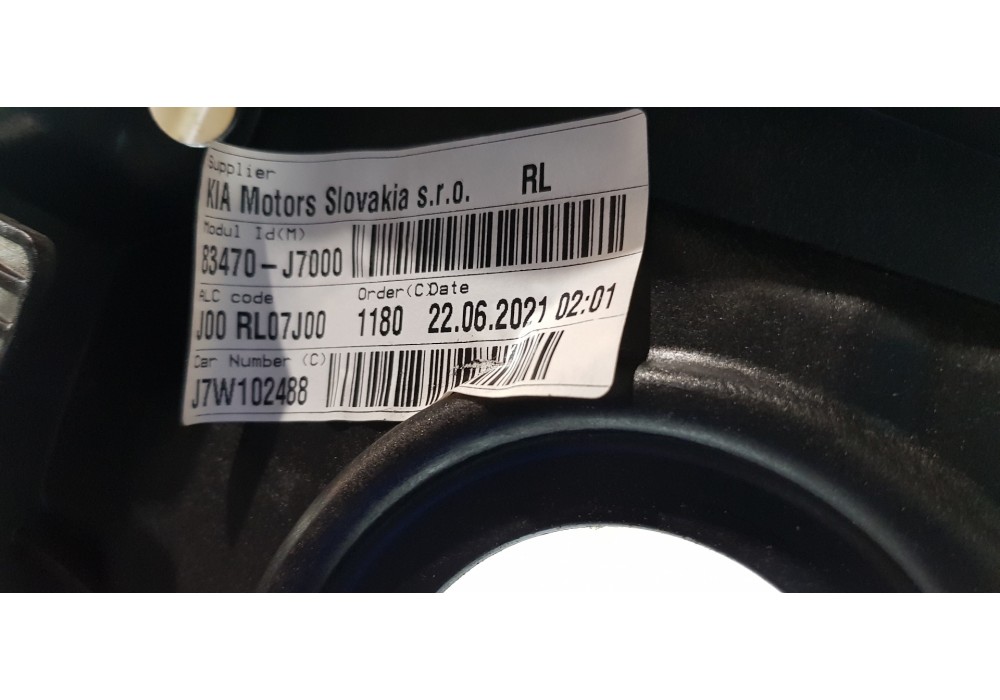 Supplier
KIA Motors Slovakia s.r.o. RL
Modul Id(M)
83470-J7000
ALC code Order(C)Date
J00 RL07J00 1180 22.06.2021 02:01
Car Number (C)
J7W102488